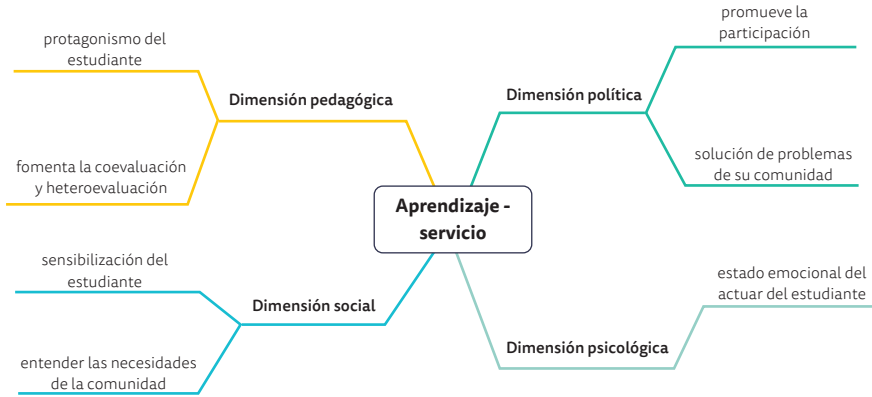 protagonismo del
estudiante
Dimensión pedagógica
fomenta la coevaluación
y heteroevaluación
promueve la
participación
Dimensión política
solución de problemas
de su comunidad
Aprendizaje -
servicio
sensibilización del
estudiante
Dimensión social
entender las necesidades
de la comunidad
estado emocional del
actuar del estudiante
Dimensión psicológica